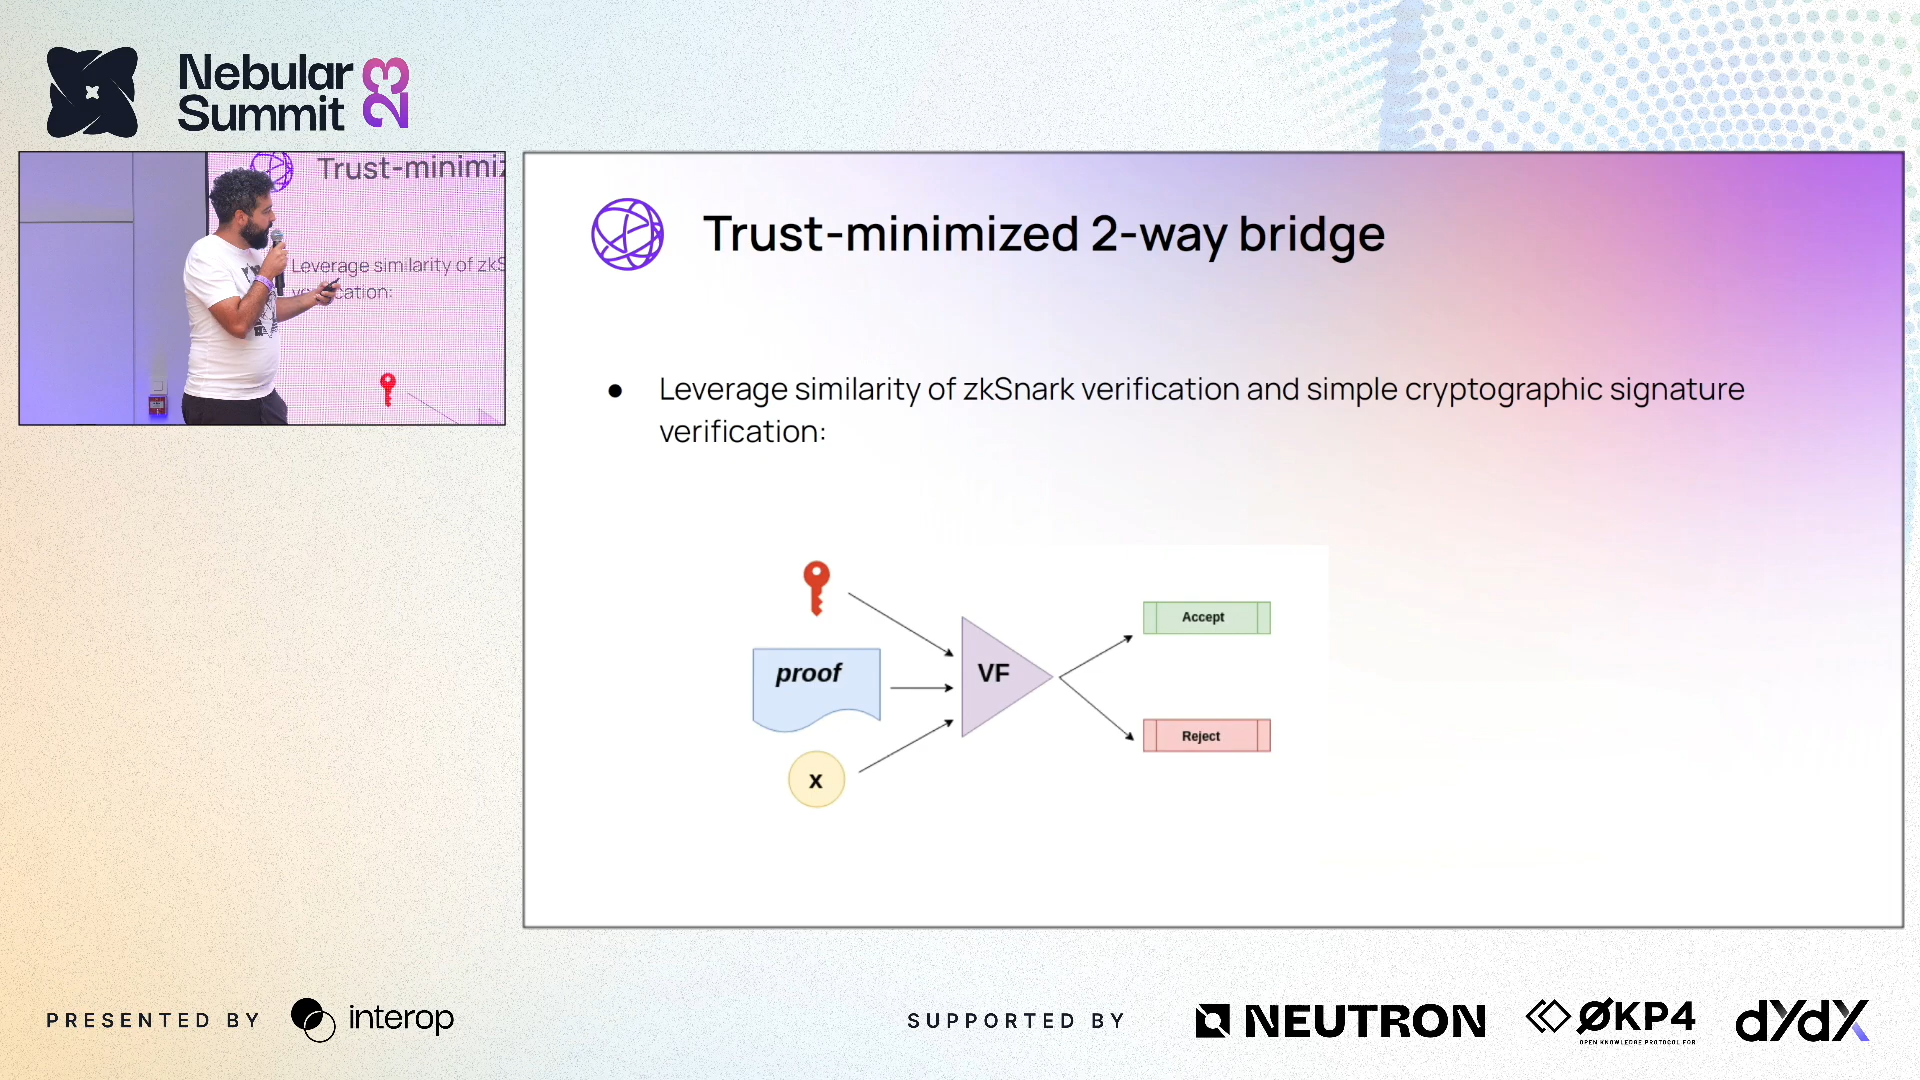 Nebular
Summit
23
Trust-minimiz
Leverage similarity of zkS
cation:
Trust-minimized 2-way bridge
● Leverage similarity of zkSnark verification and simple cryptographic signature
verification:
proof
x
VF
Accept
Reject
PRESENTED BY
interop
SUPPORTED BY
NEUTRON
ØKP4
OPEN KNOWLEDGE PROTOCOL FOR
dYdX